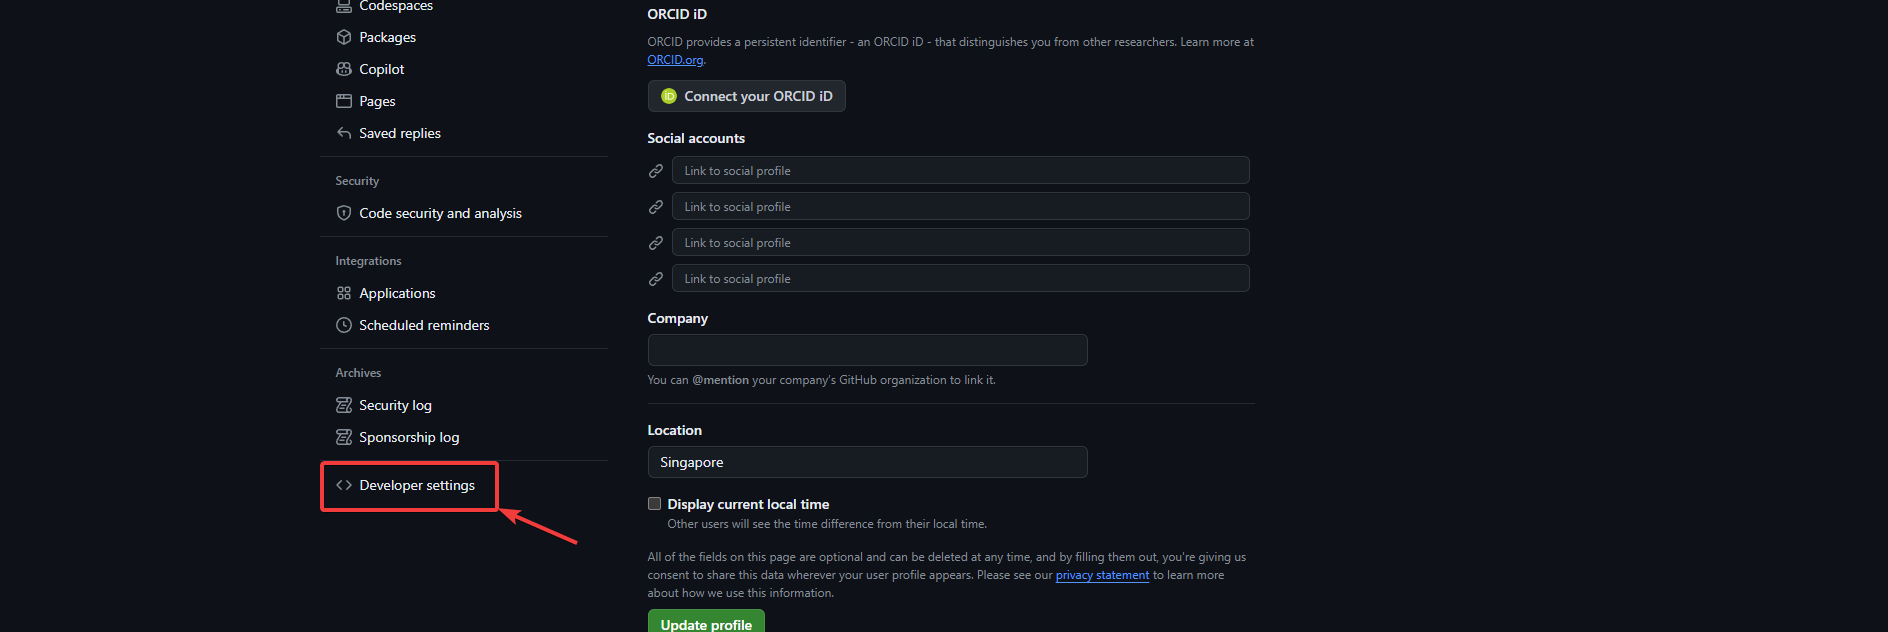 Codespaces
Packages
Copilot
Pages
Saved replies
Security
Code security and analysis
Integrations
Applications
Scheduled reminders
Archives
Security log
Sponsorship log
Developer settings
ORCID iD
ORCID provides a persistent identifier - an ORCID iD - that distinguishes you from other researchers. Learn more at
ORCID.org.
iD Connect your ORCID iD
Social accounts
Link to social profile
Link to social profile
Link to social profile
Link to social profile
Company
You can @mention your company's GitHub organization to link it.
Location
Singapore
Display current local time
Other users will see the time difference from their local time.
All of the fields on this page are optional and can be deleted at any time, and by filling them out, you're giving us
consent to share this data wherever your user profile appears. Please see our privacy statement to learn more
about how we use this information.
Update profile